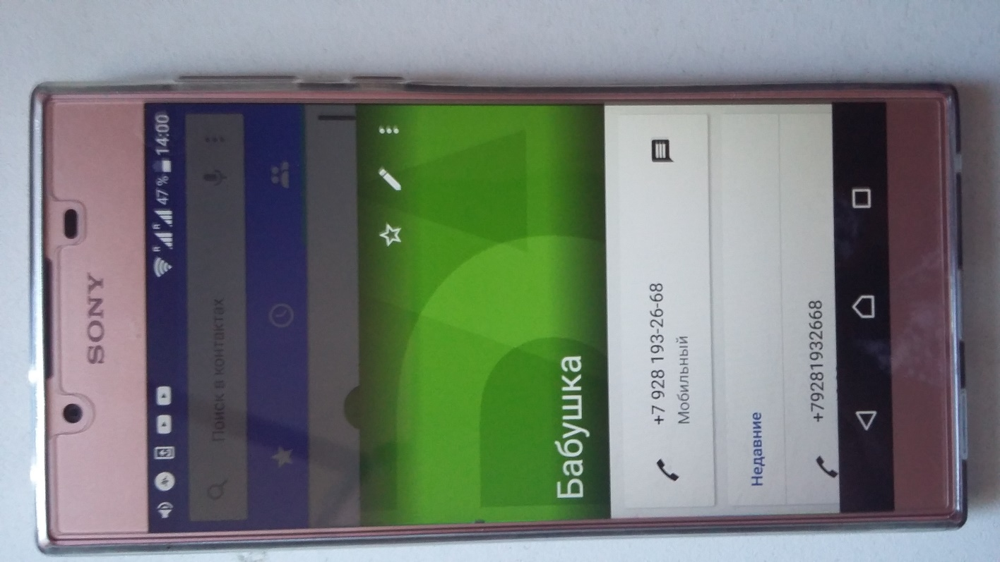 SONY
47% 14:00
Поиск в контактах
Бабушка
+7 928 193-26-68
Мобильный
Недавние
+79281932668